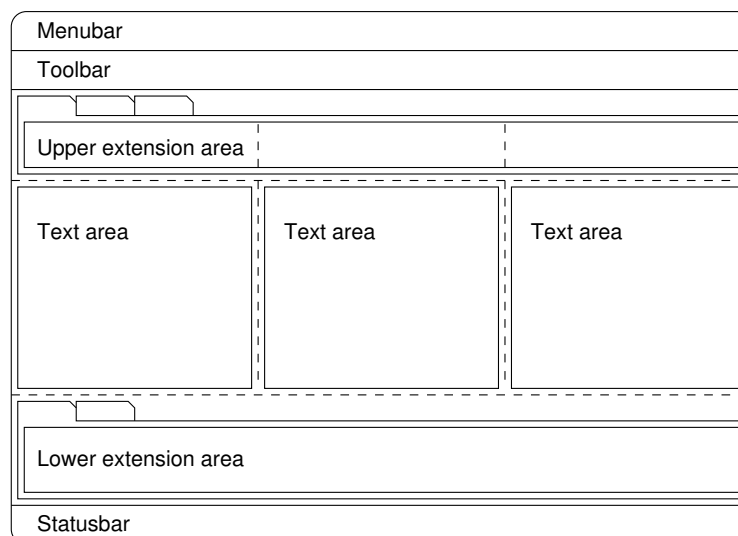 Menubar
Toolbar
Upper extension area
Text area
Text area
Text area
Lower extension area
Statusbar